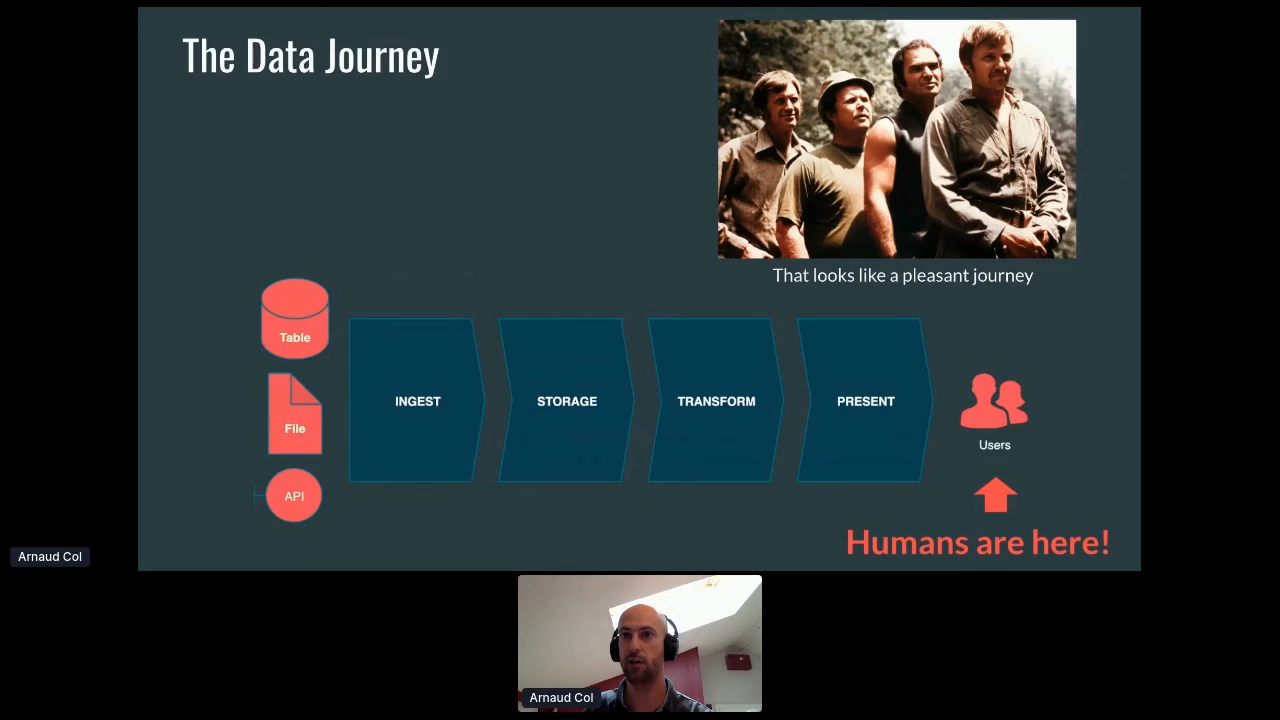 The Data Journey
That looks like a pleasant journey
Table
File
API
INGEST
STORAGE
TRANSFORM
PRESENT
Users
Humans are here!
Arnaud Col
Arnaud Col